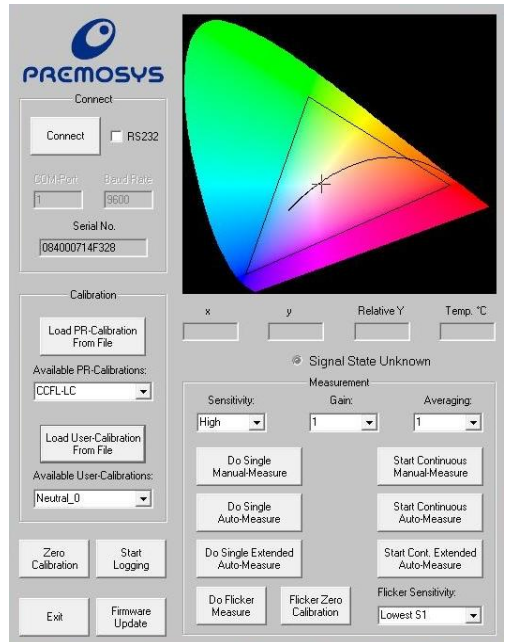 PREMOSYS
Connect
Connect
RS232
COM-Port
Baud-Rate
1
9600
Serial No.
084000714F328
Calibration
Load PR-Calibration
From File
Available PR-Calibrations:
CCFL-LC
Load User-Calibration
From File
Available User-Calibrations:
Neutral_0
Zero
Calibration
Start
Logging
Exit
Firmware
Update
x
y
Relative Y
Temp. °C
Signal State Unknown
Measurement
Sensitivity:
Gain:
Averaging:
High
1
1
Do Single
Manual-Measure
Start Continuous
Manual-Measure
Do Single
Auto-Measure
Start Continuous
Auto-Measure
Do Single Extended
Auto-Measure
Start Cont. Extended
Auto-Measure
Do Flicker
Measure
Flicker Zero
Calibration
Flicker Sensitivity:
Lowest S1